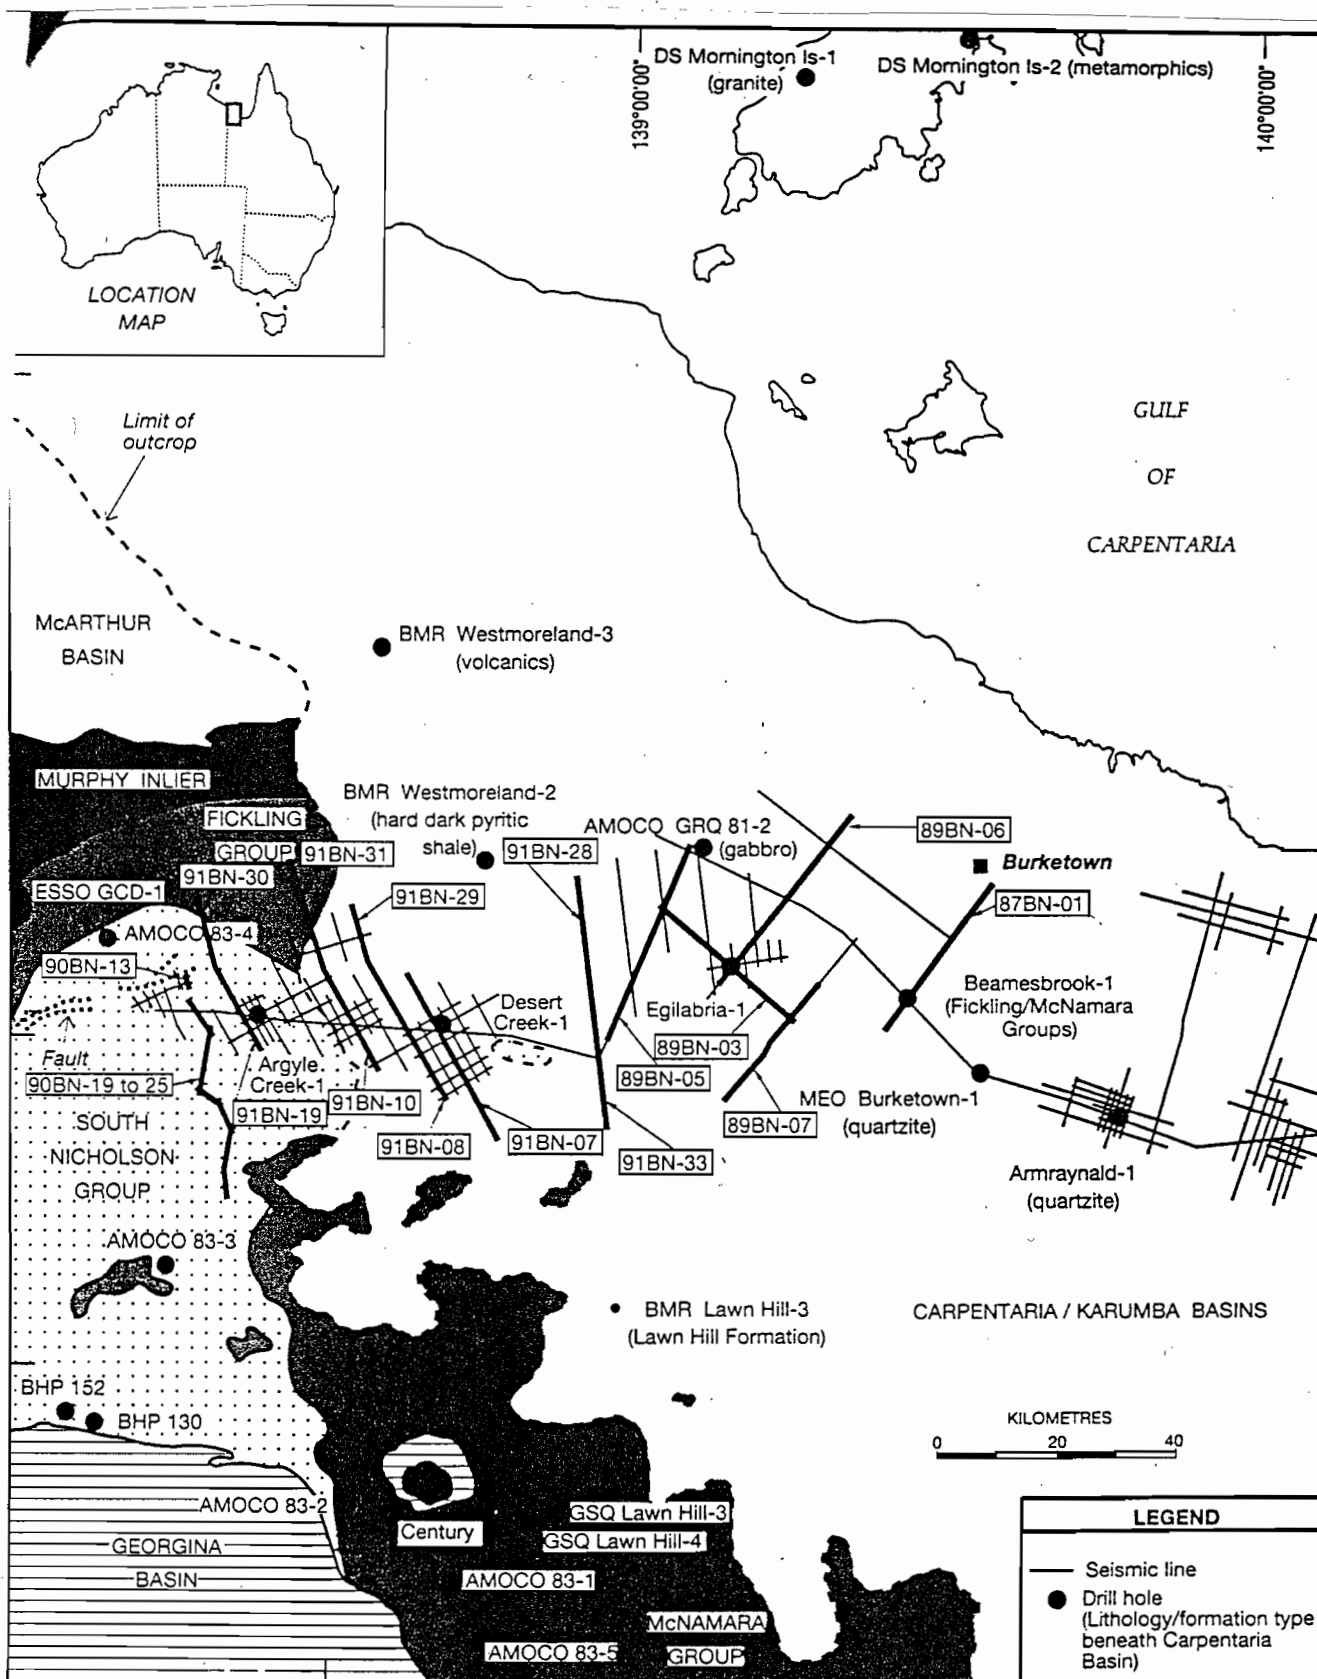 DS Mornington Is-1
(granite)
DS Mornington Is-2 (metamorphics)
139°00'00"
140°00'00"
LOCATION
MAP
Limit of
outcrop
GULF
OF
CARPENTARIA
McARTHUR
BASIN
BMR Westmoreland-3
(volcanics)
MURPHY INLIER
FICKLING
GROUP
BMR Westmoreland-2
(hard dark pyritic
shale)
AMOCO GRQ 81-2
(gabbro)
89BN-06
Burketown
91BN-31
91BN-28
91BN-30
ESSO GCD-1
91BN-29
87BN-01
AMOCO 83-4
90BN-13
Desert
Creek-1
Egilabria-1
Beamesbrook-1
(Fickling/McNamara
Groups)
Fault
89BN-03
90BN-19 to 25
Argyle
Creek-1
89BN-05
91BN-19
91BN-10
89BN-07
MEO Burketown-1
(quartzite)
SOUTH
NICHOLSON
GROUP
91BN-08
91BN-07
91BN-33
Armraynald-1
(quartzite)
AMOCO 83-3
BMR Lawn Hill-3
(Lawn Hill Formation)
CARPENTARIA / KARUMBA BASINS
BHP 152
BHP 130
KILOMETRES
0 20 40
AMOCO 83-2
Century
GSQ Lawn Hill-3
GSQ Lawn Hill-4
GEORGINA
BASIN
AMOCO 83-1
McNAMARA
GROUP
AMOCO 83-5
LEGEND
Seismic line
Drill hole
(Lithology/formation type
beneath Carpentaria
Basin)